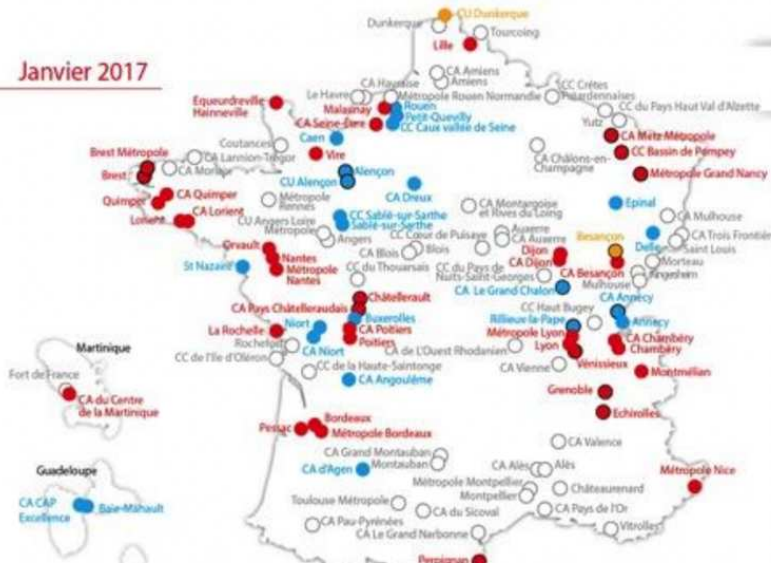 CU Dunkerque
Dunkerque
Tourcoing
Lille
Janvier 2017
CA Amiens
Amiens
CA Havraise
Le Havre
Métropole Rouen Normandie
CC Crêtes
Préardennaises
CC du Pays Haut Val d'Alzette
Yutz
Equeurdreville
Hainneville
Malaunay
Rouen
Petit-Quevilly
CA Seine-Eure
CC Caux vallée de Seine
Coutances
Caen
CA Metz Métropole
CC Bassin de Pompey
Brest Métropole
CA Lannion-Trégor
Vire
CA Châlons-en-
Champagne
Brest
CA Morlaix
Alençon
CU Alençon
Métropole Grand Nancy
CA Quimper
Quimper
CA Dreux
Métropole
Rennes
CA Montargoise
et Rives du Loing
Epinal
Lorient
CA Lorient
CU Angers Loire
Métropole
CC Sablé-sur-Sarthe
Sablé-sur-Sarthe
CA Mulhouse
Angers
CC Cœur de Puisaye
Auxerre
CA Auxerre
Besançon
Delle
CA Trois Frontières
Saint Louis
Orvault
Nantes
Métropole
Nantes
CA Blois
Blois
Dijon
CA Dijon
Morteau
St Nazaire
CC du Thouarsais
CC du Pays de
Nuits-Saint-Georges
CA Besançon
Mulhouse
Kingersheim
CA Le Grand Chalon
CA Annecy
Châtellerault
CA Pays Châtelleraudais
CC Haut Bugey
Annecy
La Rochelle
Niort
Buxerolles
CA Poitiers
Poitiers
Rillieux-la-Pape
Métropole Lyon
Lyon
CA Chambéry
Chambéry
Rochefort
CA Niort
CA de L'Ouest Rhodanien
Martinique
CC de l'Ile d'Oléron
CC de la Haute-Saintonge
CA Vienne
Vénissieux
Montmélian
Fort de France
CA Angoulême
CA du Centre
de la Martinique
Grenoble
Echirolles
Bordeaux
Pessac
Métropole Bordeaux
CA Valence
Guadeloupe
CA Grand Montauban
Montauban
CA d'Agen
CA Alès
Alès
Métropole Nice
Métropole Montpellier
Montpellier
Châteaurenard
CA CAP
Excellence
Baie-Mahault
Toulouse Métropole
CA du Sicoval
CA Pays de l'Or
CA Pau-Pyrénées
CA Le Grand Narbonne
Vitrolles
Perpignan